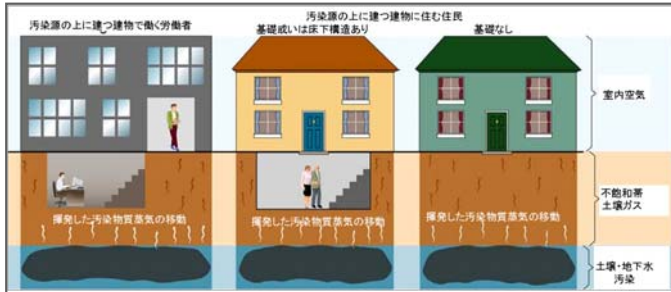 汚染源の上に建つ建物で働く労働者
汚染源の上に建つ建物に住む住民
基礎或いは床下構造あり
基礎なし
室内空気
揮発した汚染物質蒸気の移動
揮発した汚染物質蒸気の移動
揮発した汚染物質蒸気の移動
不飽和帯
土壌ガス
土壌・地下水
汚染